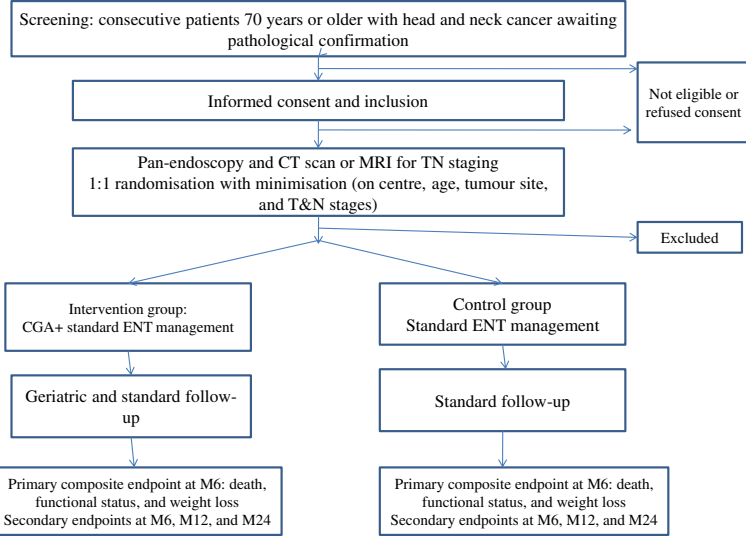 Screening: consecutive patients 70 years or older with head and neck cancer awaiting
pathological confirmation
Not eligible or
refused consent
Informed consent and inclusion
Pan-endoscopy and CT scan or MRI for TN staging
1:1 randomisation with minimisation (on centre, age, tumour site,
and T&N stages)
Excluded
Intervention group:
CGA+ standard ENT management
Control group
Standard ENT management
Geriatric and standard follow-
up
Standard follow-up
Primary composite endpoint at M6: death,
functional status, and weight loss
Secondary endpoints at M6, M12, and M24
Primary composite endpoint at M6: death,
functional status, and weight loss
Secondary endpoints at M6, M12, and M24